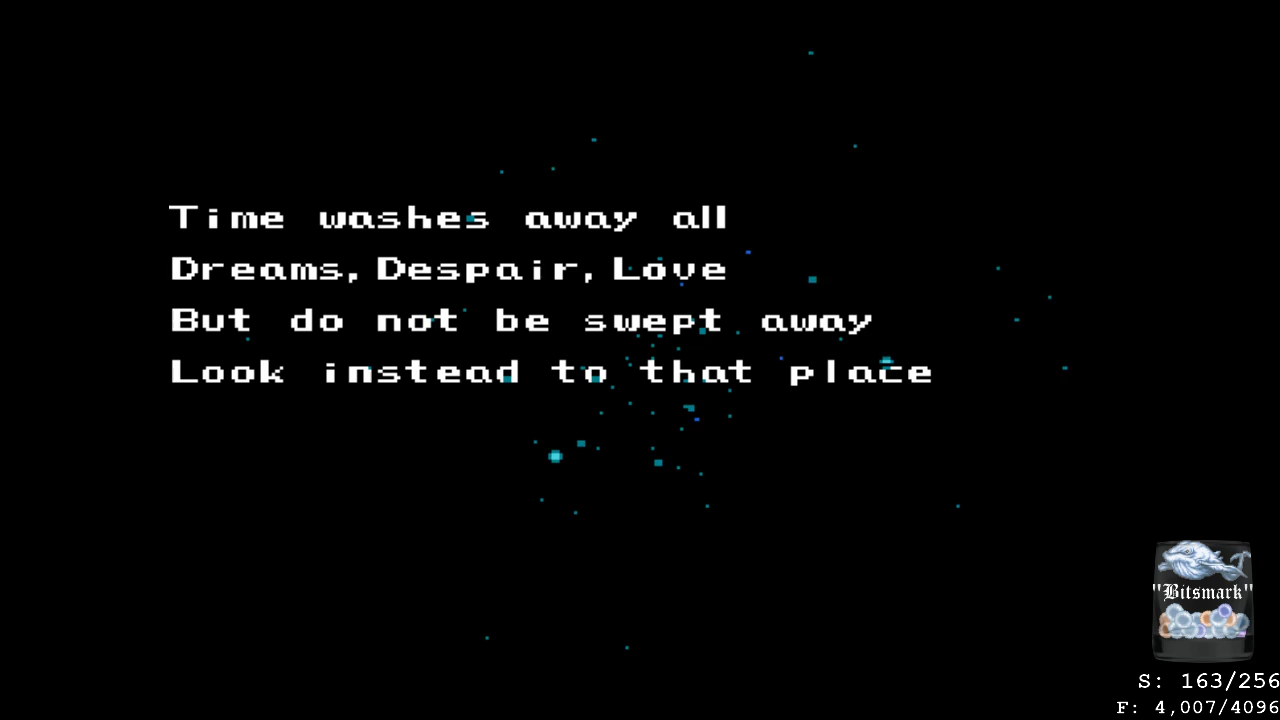 Time washes away all
Dreams, Despair, Love
But do not be swept away
Look instead to that place
"Bitsmark"
S: 163/256
F: 4,007/4096